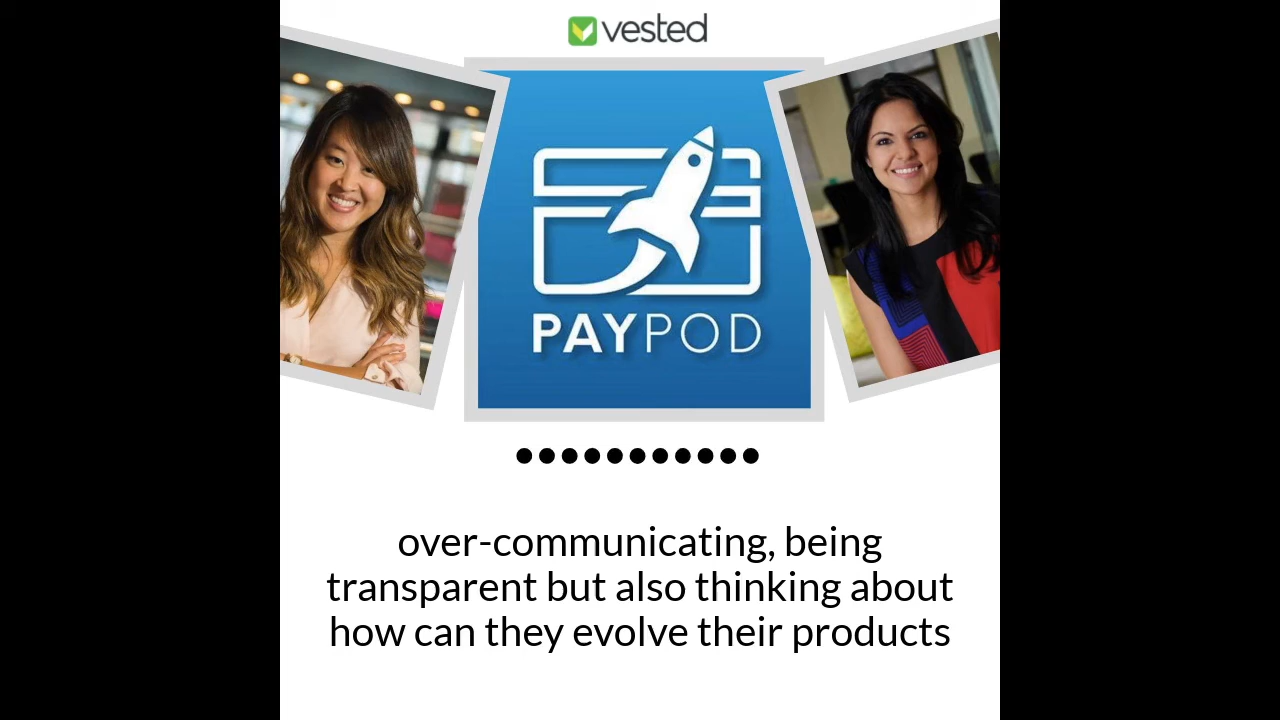 vested
PAYPOD
over-communicating, being
transparent but also thinking about
how can they evolve their products